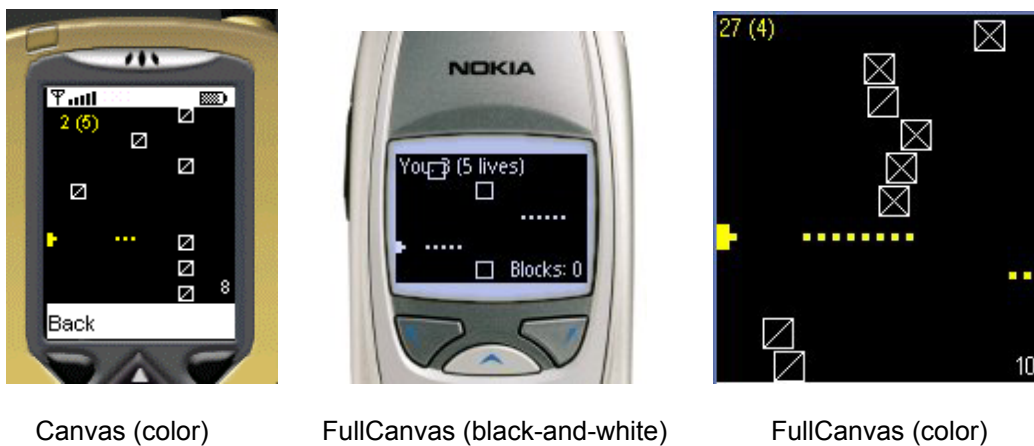 2 (5)
8
Back
NOKIA
You: 3 (5 lives)
Blocks: 0
27 (4)
10
Canvas (color)
FullCanvas (black-and-white)
FullCanvas (color)